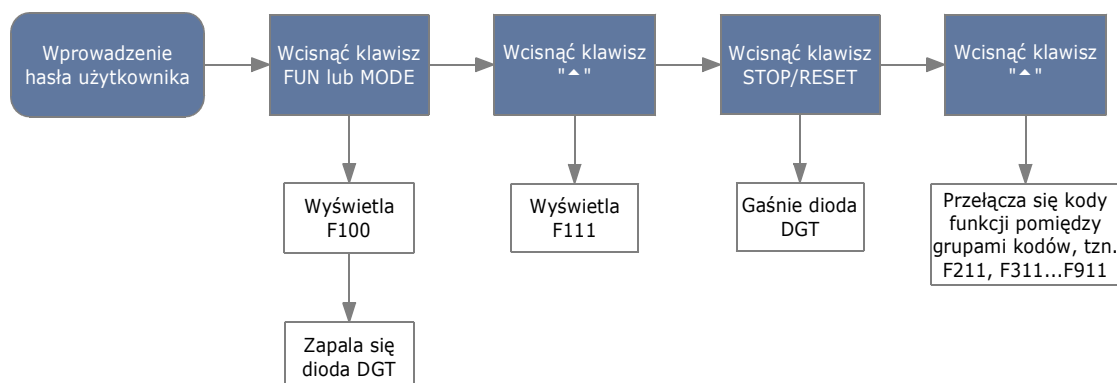 Wprowadzenie
hasła użytkownika
Wcisnąć klawisz
FUN lub MODE
Wcisnąć klawisz
"▲"
Wcisnąć klawisz
STOP/RESET
Wcisnąć klawisz
"▲"
Wyświetla
F100
Wyświetla
F111
Gaśnie dioda
DGT
Przełącza się kody
funkcji pomiędzy
grupami kodów, tzn.
F211, F311...F911
Zapala się
dioda DGT